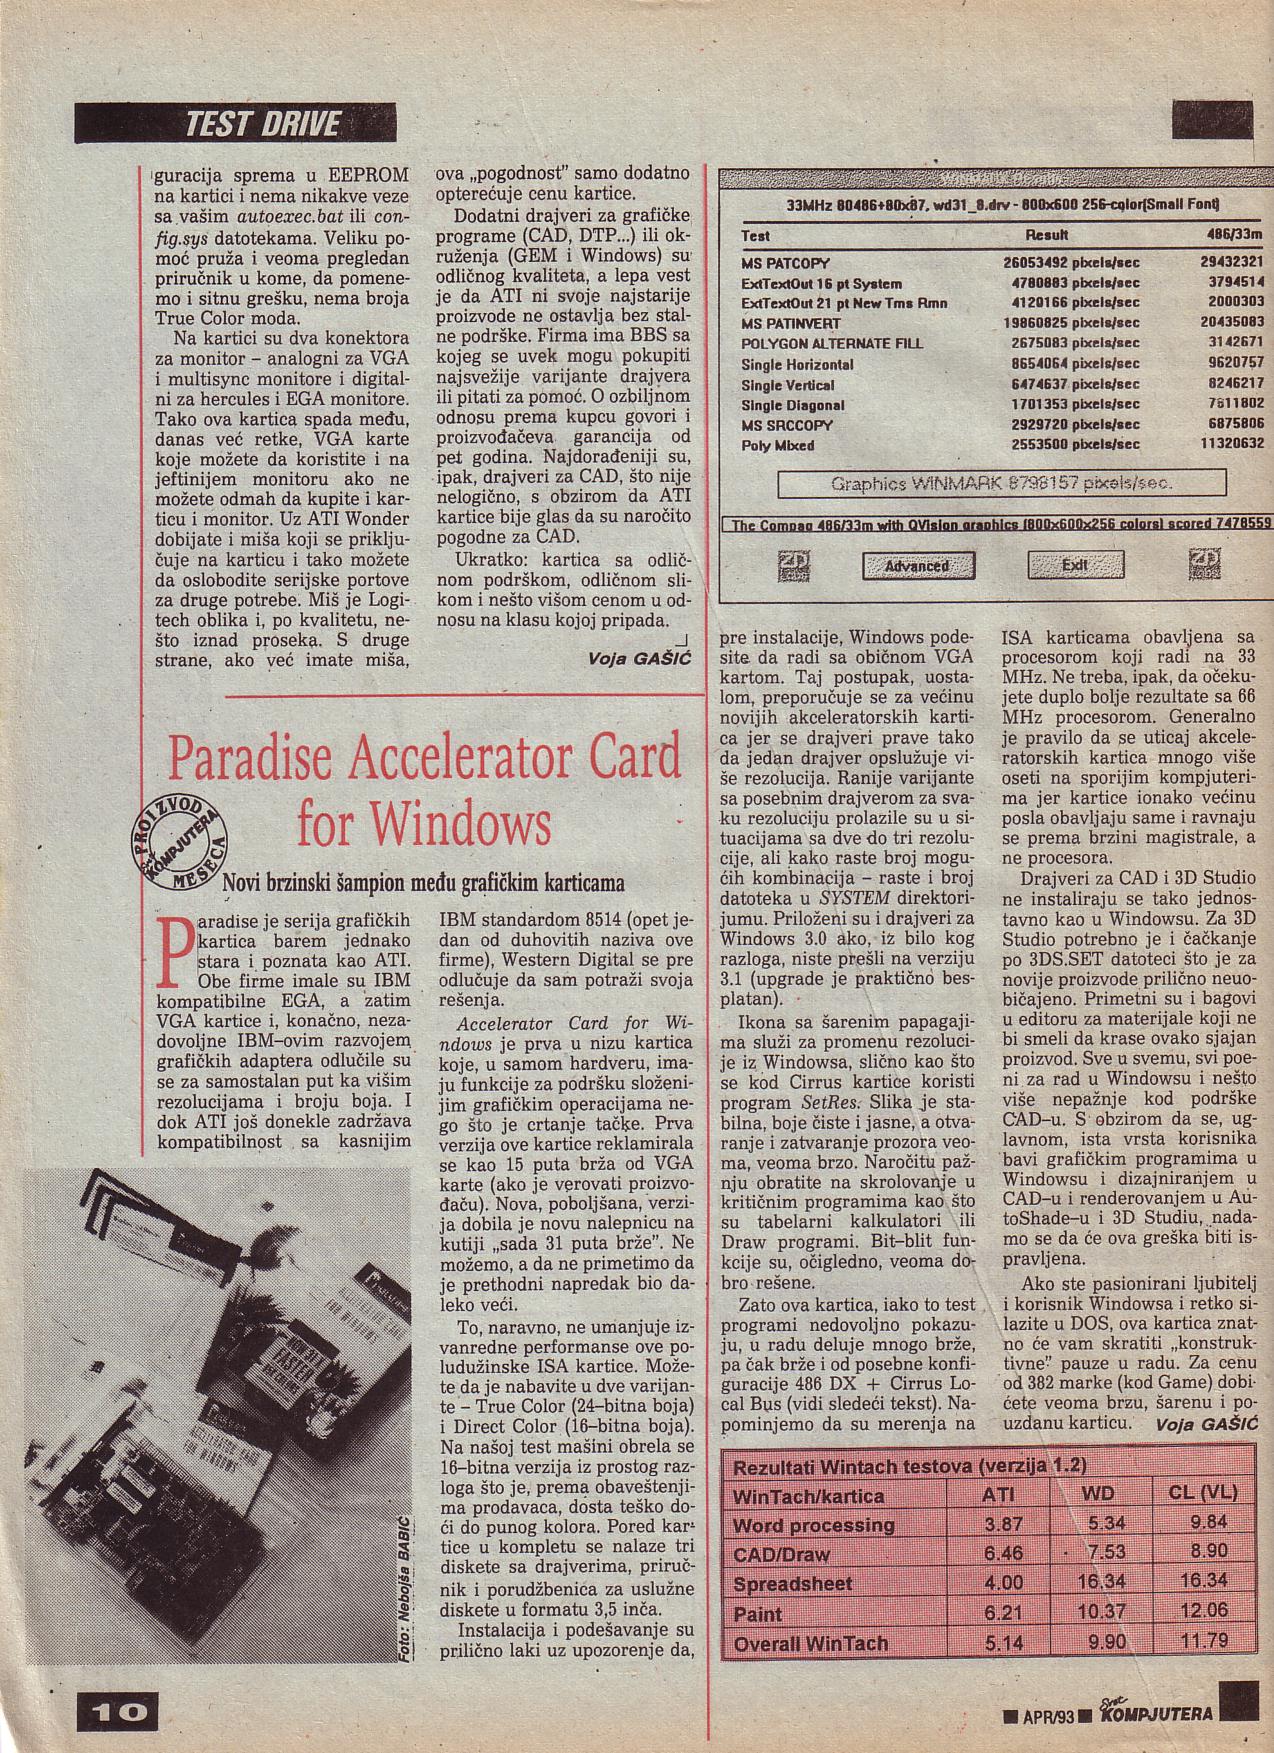 TEST DRIVE
guracija sprema u EEPROM
na kartici i nema nikakve veze
sa vašim autoexec.bat ili con-
fig.sys datotekama. Veliku po-
moć pruža i veoma pregledan
priručnik u kome, da pomene-
mo i sitnu grešku, nema broja
True Color moda.
Na kartici su dva konektora
za monitor – analogni za VGA
i multisync monitore i digital-
ni za hercules i EGA monitore.
Tako ova kartica spada među,
danas već retke, VGA karte
koje možete da koristite i na
jeftinijem monitoru ako ne
možete odmah da kupite i kar-
ticu i monitor. Uz ATI Wonder
dobijate i miša koji se priklju-
čuje na karticu i tako možete
da oslobodite serijske portove
za druge potrebe. Miš je Logi-
tech oblika i, po kvalitetu, ne-
što iznad proseka. S druge
strane, ako već imate miša,
ova „pogodnost” samo dodatno
opterećuje cenu kartice.
Dodatni drajveri za grafičke
programe (CAD, DTP...) ili ok-
ruženja (GEM i Windows) su
odličnog kvaliteta, a lepa vest
je da ATI ni svoje najstarije
proizvode ne ostavlja bez stal-
ne podrške. Firma ima BBS sa
kojeg se uvek mogu pokupiti
najsvežije varijante drajvera
ili pitati za pomoć. O ozbiljnom
odnosu prema kupcu govori i
proizvođačeva garancija od
pet godina. Najdorađeniji su,
ipak, drajveri za CAD, što nije
nelogično, s obzirom da ATI
kartice bije glas da su naročito
pogodne za CAD.
Ukratko: kartica sa odlič-
nom podrškom, odličnom sli-
kom i nešto višom cenom u od-
nosu na klasu kojoj pripada.
Voja GAŠIĆ
33MHz 80486+80x87, wd31_8.drv - 800x600 256-color(Small Font)
Test Result 486/33m
MS PATCOPY 26053492 pixels/sec 29432321
ExtTextOut 16 pt System 4780883 pixels/sec 3794514
ExtTextOut 21 pt New Tms Rmn 4120166 pixels/sec 2000303
MS PATINVERT 19860825 pixels/sec 20435083
POLYGON ALTERNATE FILL 2675083 pixels/sec 3142671
Single Horizontal 8654064 pixels/sec 9620757
Single Vertical 6474637 pixels/sec 8246217
Single Diagonal 1701353 pixels/sec 7811802
MS SRCCOPY 2929720 pixels/sec 6875806
Poly Mixed 2553500 pixels/sec 11320632
Graphics WINMARK 8798157 pixels/sec.
The Compaq 486/33m with QVision graphics (800x600x256 colors) scored 7478559
ZD Advanced Exit ZD
Paradise Accelerator Card
for Windows
PROIZVOD MESECA
SVET KOMPJUTERA
Novi brzinski šampion među grafičkim karticama
Paradise je serija grafičkih
kartica barem jednako
stara i poznata kao ATI.
Obe firme imale su IBM
kompatibilne EGA, a zatim
VGA kartice i, konačno, neza-
dovoljne IBM–ovim razvojem
grafičkih adaptera odlučile su
se za samostalan put ka višim
rezolucijama i broju boja. I
dok ATI još donekle zadržava
kompatibilnost sa kasnijim
IBM standardom 8514 (opet je-
dan od duhovitih naziva ove
firme), Western Digital se pre
odlučuje da sam potraži svoja
rešenja.
Accelerator Card for Wi-
ndows je prva u nizu kartica
koje, u samom hardveru, ima-
ju funkcije za podršku složeni-
jim grafičkim operacijama ne-
go što je crtanje tačke. Prva
verzija ove kartice reklamirala
se kao 15 puta brža od VGA
karte (ako je verovati proizvo-
đaču). Nova, poboljšana, verzi-
ja dobila je novu nalepnicu na
kutiji „sada 31 puta brže”. Ne
možemo, a da ne primetimo da
je prethodni napredak bio da-
leko veći.
To, naravno, ne umanjuje iz-
vanredne performanse ove po-
ludužinske ISA kartice. Može-
te da je nabavite u dve varijan-
te – True Color (24–bitna boja)
i Direct Color (16–bitna boja).
Na našoj test mašini obrela se
16–bitna verzija iz prostog raz-
loga što je, prema obaveštenji-
ma prodavaca, dosta teško do-
ći do punog kolora. Pored kar-
tice u kompletu se nalaze tri
diskete sa drajverima, priruč-
nik i porudžbenica za uslužne
diskete u formatu 3,5 inča.
Instalacija i podešavanje su
prilično laki uz upozorenje da,
pre instalacije, Windows pode-
site da radi sa običnom VGA
kartom. Taj postupak, uosta-
lom, preporučuje se za većinu
novijih akceleratorskih karti-
ca jer se drajveri prave tako
da jedan drajver opslužuje vi-
še rezolucija. Ranije varijante
sa posebnim drajverom za sva-
ku rezoluciju prolazile su u si-
tuacijama sa dve do tri rezolu-
cije, ali kako raste broj mogu-
ćih kombinacija – raste i broj
datoteka u SYSTEM direktori-
jumu. Priloženi su i drajveri za
Windows 3.0 ako, iz bilo kog
razloga, niste prešli na verziju
3.1 (upgrade je praktično bes-
platan).
Ikona sa šarenim papagaji-
ma služi za promenu rezoluci-
je iz Windowsa, slično kao što
se kod Cirrus kartice koristi
program SetRes. Slika je sta-
bilna, boje čiste i jasne, a otva-
ranje i zatvaranje prozora veo-
ma, veoma brzo. Naročitu paž-
nju obratite na skrolovanje u
kritičnim programima kao što
su tabelarni kalkulatori ili
Draw programi. Bit–blit fun-
kcije su, očigledno, veoma do-
bro rešene.
Zato ova kartica, iako to test
programi nedovoljno pokazu-
ju, u radu deluje mnogo brže,
pa čak brže i od posebne konfi-
guracije 486 DX + Cirrus Lo-
cal Bus (vidi sledeći tekst). Na-
pominjemo da su merenja na
ISA karticama obavljena sa
procesorom koji radi na 33
MHz. Ne treba, ipak, da očeku-
jete duplo bolje rezultate sa 66
MHz procesorom. Generalno
je pravilo da se uticaj akcele-
ratorskih kartica mnogo više
oseti na sporijim kompjuteri-
ma jer kartice ionako većinu
posla obavljaju same i ravnaju
se prema brzini magistrale, a
ne procesora.
Drajveri za CAD i 3D Studio
ne instaliraju se tako jednos-
tavno kao u Windowsu. Za 3D
Studio potrebno je i čačkanje
po 3DS.SET datoteci što je za
novije proizvode prilično neuo-
bičajeno. Primetni su i bagovi
u editoru za materijale koji ne
bi smeli da krase ovako sjajan
proizvod. Sve u svemu, svi poe-
ni za rad u Windowsu i nešto
više nepažnje kod podrške
CAD–u. S obzirom da se, ug-
lavnom, ista vrsta korisnika
bavi grafičkim programima u
Windowsu i dizajniranjem u
CAD–u i renderovanjem u Au-
toShade–u i 3D Studiu, nada-
mo se da će ova greška biti is-
pravljena.
Ako ste pasionirani ljubitelj
i korisnik Windowsa i retko si-
lazite u DOS, ova kartica znat-
no će vam skratiti „konstruk-
tivne” pauze u radu. Za cenu
od 382 marke (kod Game) dobi-
ćete veoma brzu, šarenu i po-
uzdanu karticu. Voja GAŠIĆ
PARADISE
ACCELERATOR CARD
FOR WINDOWS
FASTER
ACCELERATOR CARD
FOR WINDOWS
Foto: Nebojša BABIĆ
Rezultati Wintach testova (verzija 1.2)
WinTach/kartica ATI WD CL (VL)
Word processing 3.87 5.34 9.84
CAD/Draw 6.46 7.53 8.90
Spreadsheet 4.00 16.34 16.34
Paint 6.21 10.37 12.06
Overall WinTach 5.14 9.90 11.79
10
APR/93 Svet KOMPJUTERA